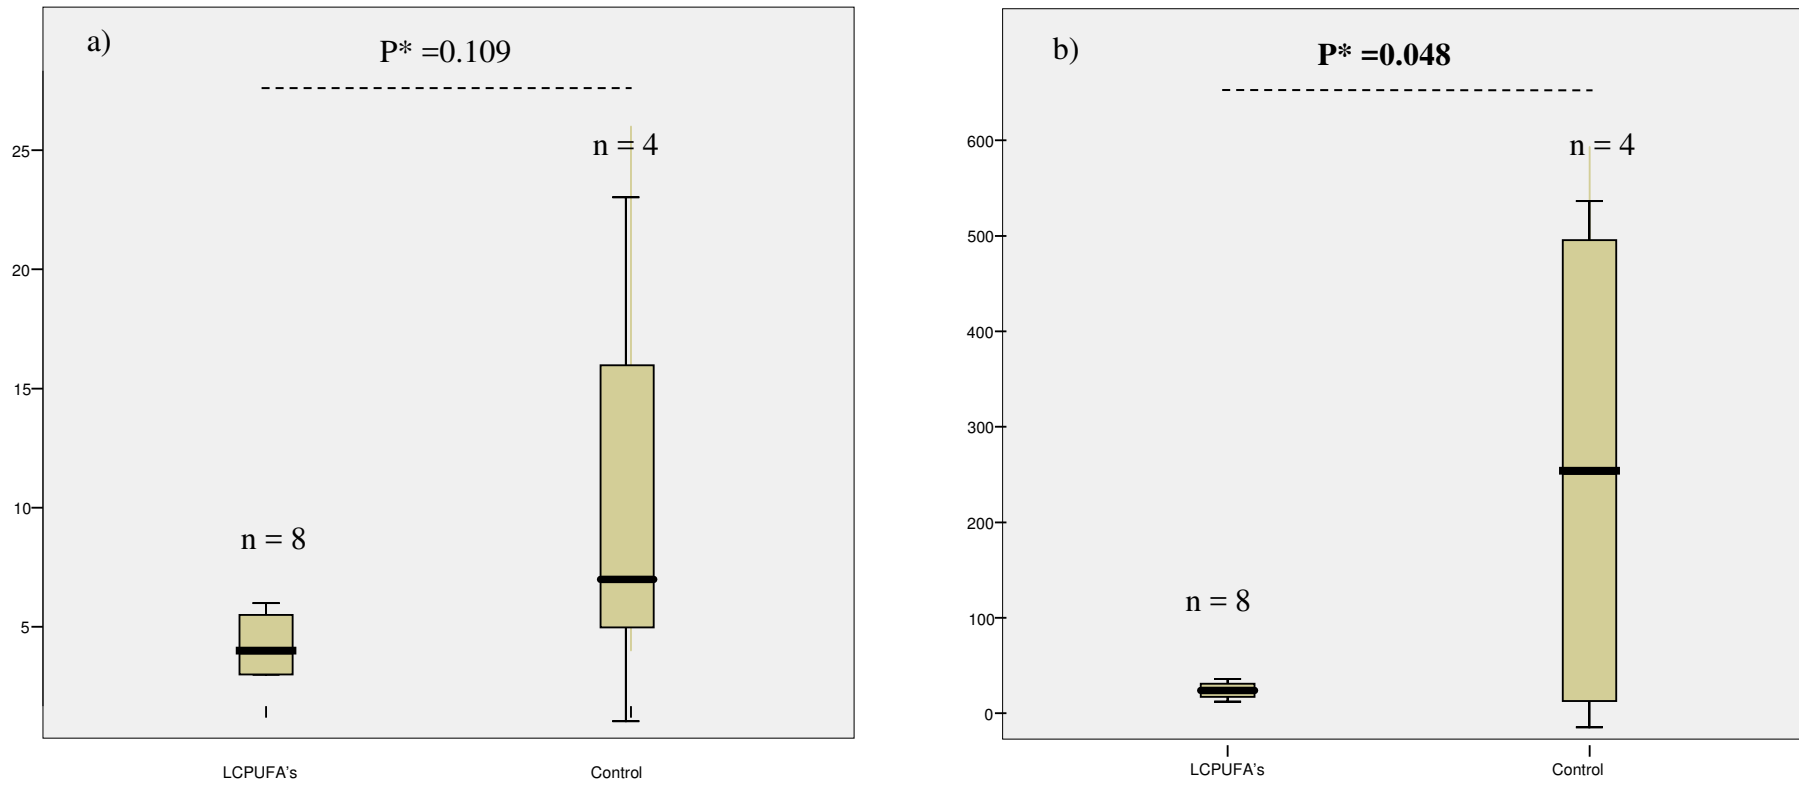 a)
P* =0.109
n = 4
25
20
15
10
n = 8
5
LCPUFA's
Control
b)
P* =0.048
n = 4
600
500
400
300
200
n = 8
100
0
LCPUFA's
Control